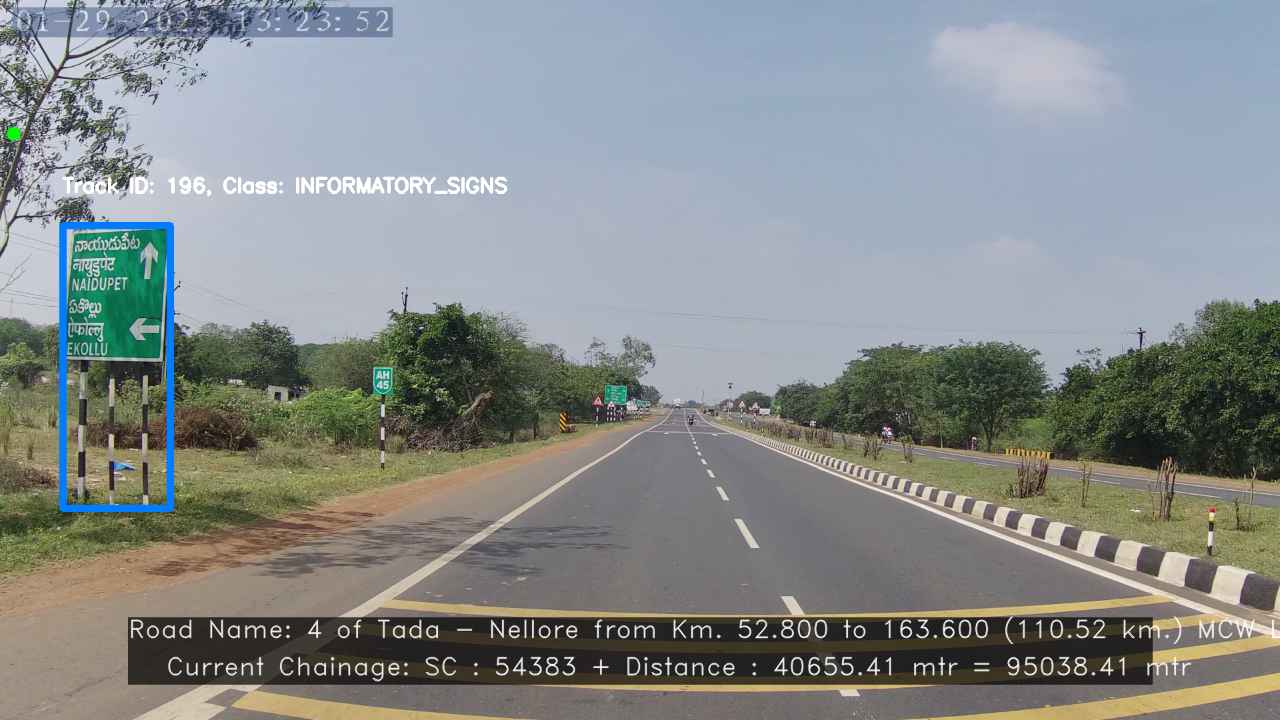 01-29-2025 13:23:52
Track ID: 196, Class: INFORMATORY_SIGNS
నాయుడుపేట
नायुडुपेट
NAIDUPET
ఏకొల్లు
ऐकोल्लु
EKOLLU
AH
45
Road Name: 4 of Tada - Nellore from Km. 52.800 to 163.600 (110.52 km.) MCW L
Current Chainage: SC : 54383 + Distance : 40655.41 mtr = 95038.41 mtr